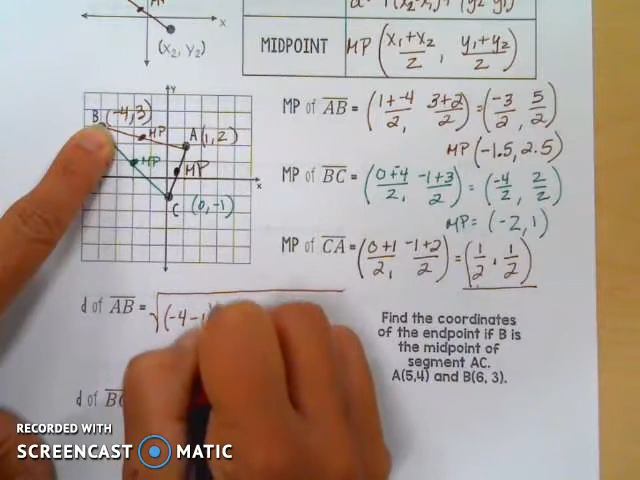 (x₂, y₂)
x
MIDPOINT MP (x₁+x₂/2, y₁+y₂/2)
y
B (-4,3)
MP
A (1,2)
MP
MP
x
C (0,-1)
MP of AB = (1+-4/2, 3+2/2) = (-3/2, 5/2)
MP (-1.5, 2.5)
MP of BC = (0+-4/2, -1+3/2) = (-4/2, 2/2)
MP = (-2, 1)
MP of CA = (0+1/2, -1+2/2) = (1/2, 1/2)
d of AB = √(-4-1
d of B
Find the coordinates
of the endpoint if B is
the midpoint of
segment AC.
A(5,4) and B(6, 3).
RECORDED WITH
SCREENCAST MATIC